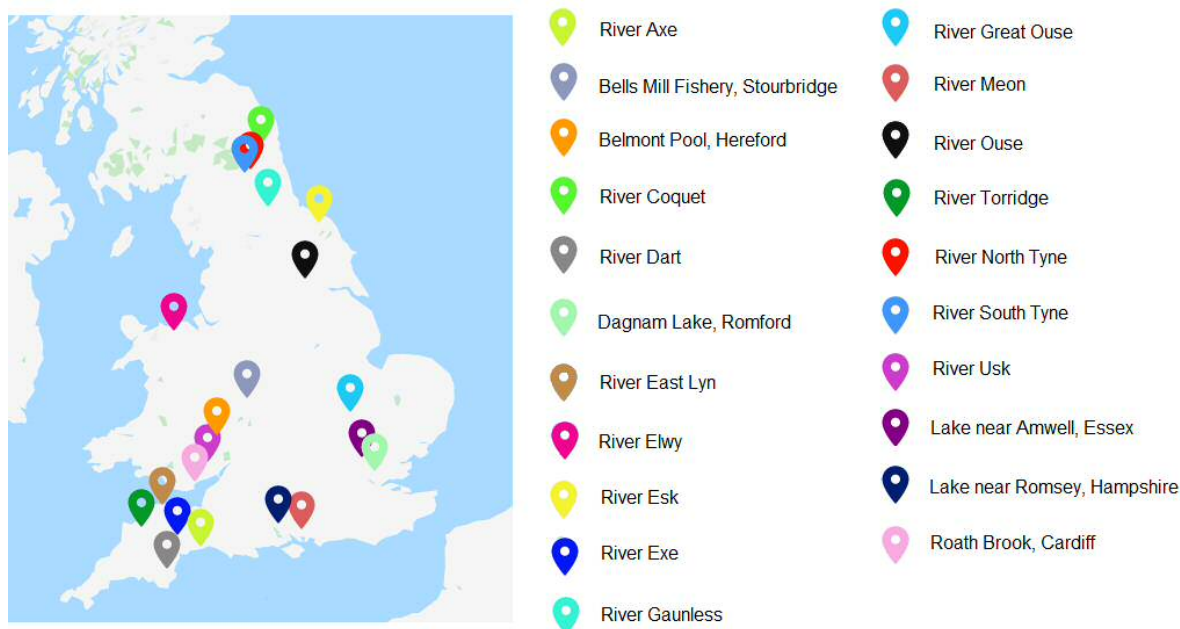 River Axe
Bells Mill Fishery, Stourbridge
Belmont Pool, Hereford
River Coquet
River Dart
Dagnam Lake, Romford
River East Lyn
River Elwy
River Esk
River Exe
River Gaunless
River Great Ouse
River Meon
River Ouse
River Torridge
River North Tyne
River South Tyne
River Usk
Lake near Amwell, Essex
Lake near Romsey, Hampshire
Roath Brook, Cardiff